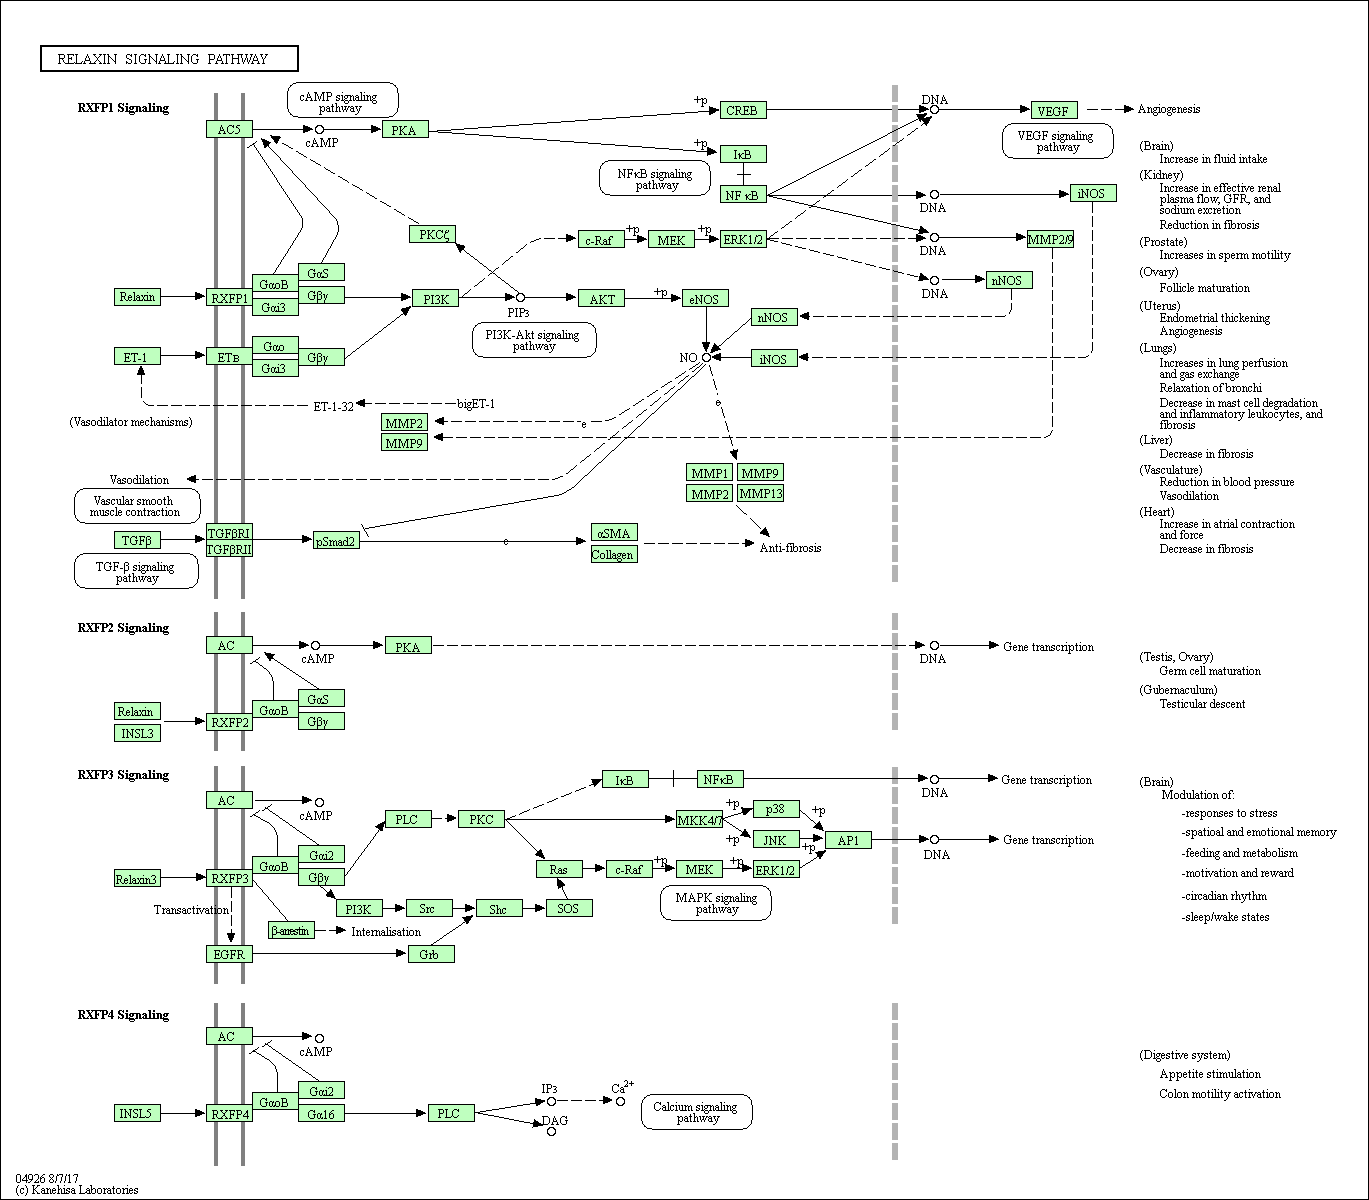 RELAXIN SIGNALING PATHWAY
RXFP1 Signaling
cAMP signaling
pathway
AC5
cAMP
PKA
+p
CREB
DNA
VEGF
Angiogenesis
VEGF signaling
pathway
+p
IκB
NFκB signaling
pathway
NFκB
DNA
iNOS
PKCζ
c-Raf
+p
MEK
+p
ERK1/2
DNA
MMP2/9
DNA
nNOS
Relaxin
RXFP1
GαoB
GαS
Gαi3
Gβγ
PI3K
PIP3
AKT
+p
eNOS
nNOS
PI3K-Akt signaling
pathway
ET-1
ETB
Gαo
Gαi3
Gβγ
NO
iNOS
ET-1-32
bigET-1
(Vasodilator mechanisms)
MMP2
MMP9
e
e
Vasodilation
MMP1
MMP9
MMP2
MMP13
Vascular smooth
muscle contraction
TGFβ
TGFβRI
TGFβRII
pSmad2
e
αSMA
Collagen
Anti-fibrosis
TGF-β signaling
pathway
(Brain)
Increase in fluid intake
(Kidney)
Increase in effective renal
plasma flow, GFR, and
sodium excretion
Reduction in fibrosis
(Prostate)
Increases in sperm motility
(Ovary)
Follicle maturation
(Uterus)
Endometrial thickening
Angiogenesis
(Lungs)
Increases in lung perfusion
and gas exchange
Relaxation of bronchi
Decrease in mast cell degradation
and inflammatory leukocytes, and
fibrosis
(Liver)
Decrease in fibrosis
(Vasculature)
Reduction in blood pressure
Vasodilation
(Heart)
Increase in atrial contraction
and force
Decrease in fibrosis
RXFP2 Signaling
AC
cAMP
PKA
DNA
Gene transcription
Relaxin
INSL3
RXFP2
GαoB
GαS
Gβγ
(Testis, Ovary)
Germ cell maturation
(Gubernaculum)
Testicular descent
RXFP3 Signaling
AC
cAMP
PLC
PKC
IκB
NFκB
DNA
Gene transcription
MKK4/7
+p
+p
p38
JNK
+p
+p
AP1
DNA
Gene transcription
Relaxin3
RXFP3
GαoB
Gαi2
Gβγ
Ras
c-Raf
+p
MEK
+p
ERK1/2
MAPK signaling
pathway
Transactivation
PI3K
Src
Shc
SOS
β-arrestin
Internalisation
EGFR
Grb
(Brain)
Modulation of:
-responses to stress
-spatioal and emotional memory
-feeding and metabolism
-motivation and reward
-circadian rhythm
-sleep/wake states
RXFP4 Signaling
AC
cAMP
INSL5
RXFP4
GαoB
Gαi2
Gα16
PLC
IP3
DAG
Ca2+
Calcium signaling
pathway
(Digestive system)
Appetite stimulation
Colon motility activation
04926 8/7/17
(c) Kanehisa Laboratories